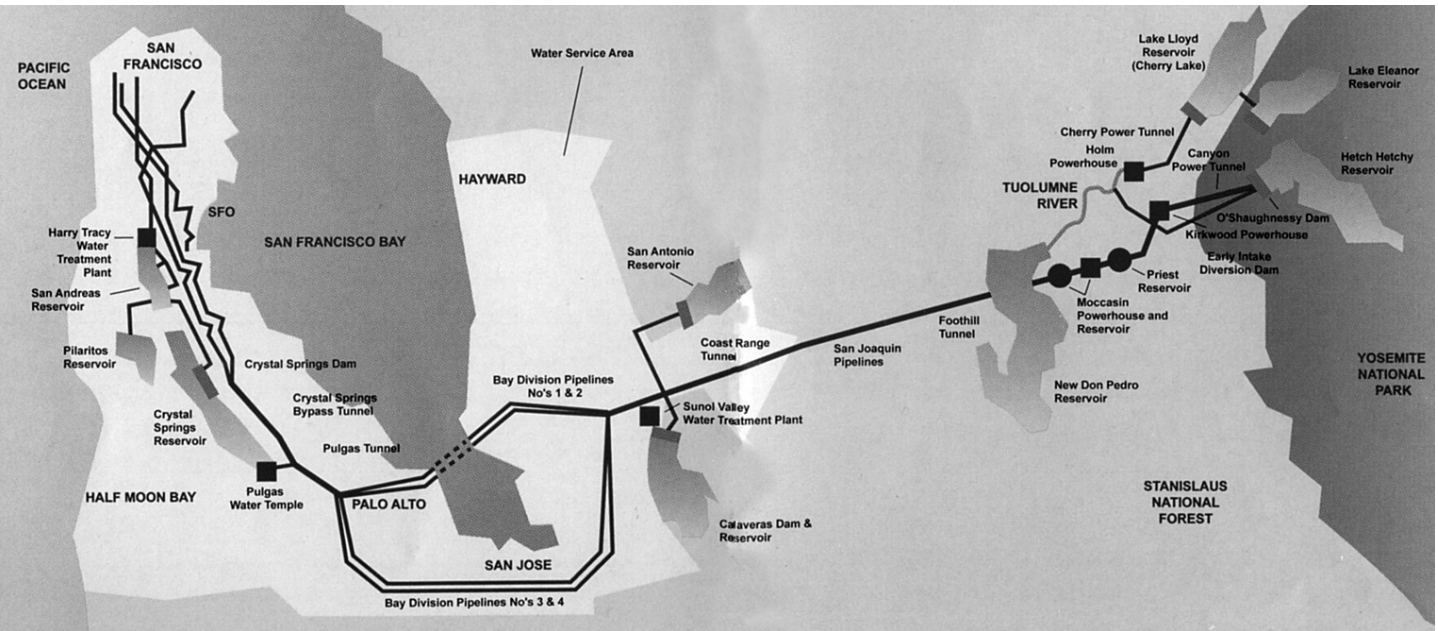 SAN
FRANCISCO
PACIFIC
OCEAN
Water Service Area
Lake Lloyd
Reservoir
(Cherry Lake)
Lake Eleanor
Reservoir
Cherry Power Tunnel
Holm
Powerhouse
Canyon
Power Tunnel
Hetch Hetchy
Reservoir
HAYWARD
TUOLUMNE
RIVER
SFO
O'Shaughnessy Dam
Kirkwood Powerhouse
SAN FRANCISCO BAY
Harry Tracy
Water
Treatment
Plant
San Antonio
Reservoir
Early Intake
Diversion Dam
Priest
Reservoir
San Andreas
Reservoir
Moccasin
Powerhouse and
Reservoir
Foothill
Tunnel
Coast Range
Tunnel
San Joaquin
Pipelines
Pilaritos
Reservoir
Crystal Springs Dam
YOSEMITE
NATIONAL
PARK
Bay Division Pipelines
No's 1 & 2
New Don Pedro
Reservoir
Crystal Springs
Bypass Tunnel
Sunol Valley
Water Treatment Plant
Crystal
Springs
Reservoir
Pulgas Tunnel
HALF MOON BAY
Pulgas
Water Temple
PALO ALTO
STANISLAUS
NATIONAL
FOREST
Calaveras Dam &
Reservoir
SAN JOSE
Bay Division Pipelines No's 3 & 4